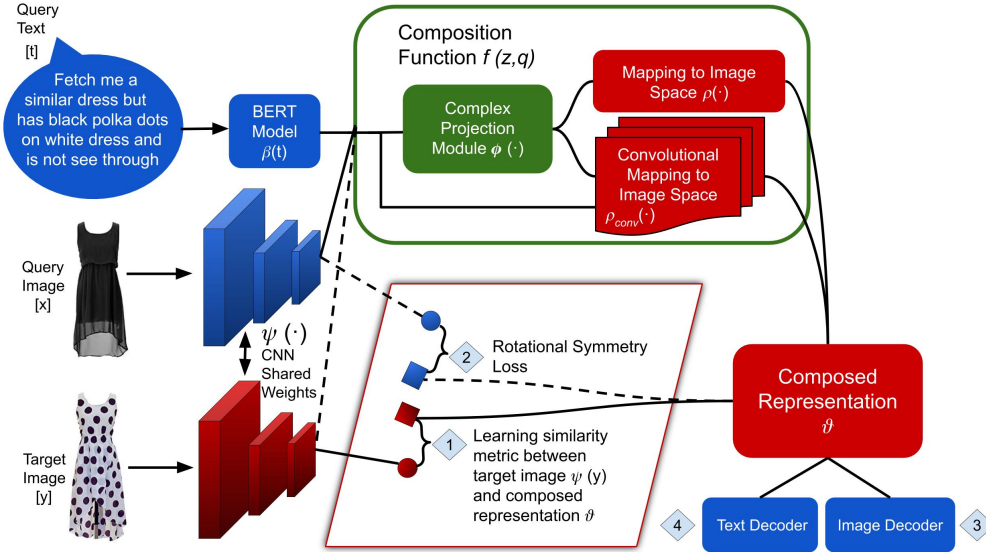 Query
Text
[t]
Fetch me a
similar dress but
has black polka dots
on white dress and
is not see through
BERT
Model
β(t)
Composition
Function f (z,q)
Complex
Projection
Module ϕ (·)
Mapping to Image
Space ρ(·)
Convolutional
Mapping to
Image Space
ρconv(·)
Query
Image
[x]
ψ (·)
CNN
Shared
Weights
Target
Image
[y]
2
Rotational Symmetry
Loss
1
Learning similarity
metric between
target image ψ (y)
and composed
representation ϑ
Composed
Representation
ϑ
4
Text Decoder
Image Decoder
3